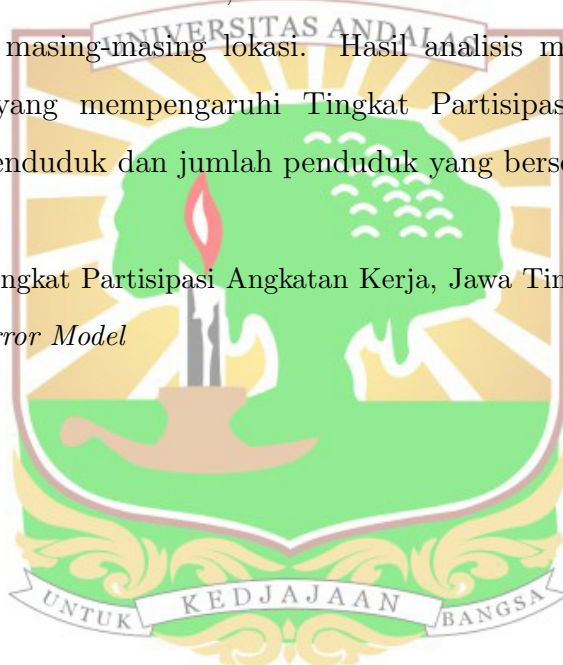 UNIVERSITAS ANDALAS
masing-masing lokasi. Hasil analisis m
yang mempengaruhi Tingkat Partisipas
enduduk dan jumlah penduduk yang berse
ngkat Partisipasi Angkatan Kerja, Jawa Tim
rror Model
UNTUK KEDJAJAAN BANGSA